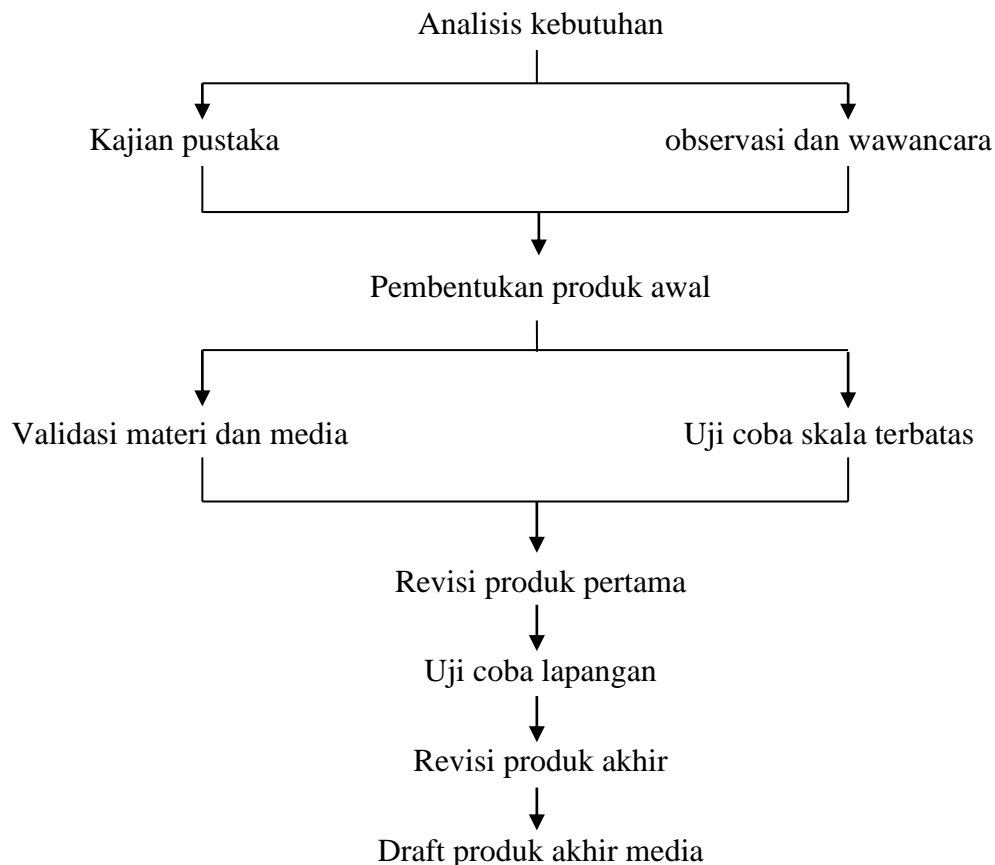 Analisis kebutuhan
Kajian pustaka
observasi dan wawancara
Pembentukan produk awal
Validasi materi dan media
Uji coba skala terbatas
Revisi produk pertama
Uji coba lapangan
Revisi produk akhir
Draft produk akhir media